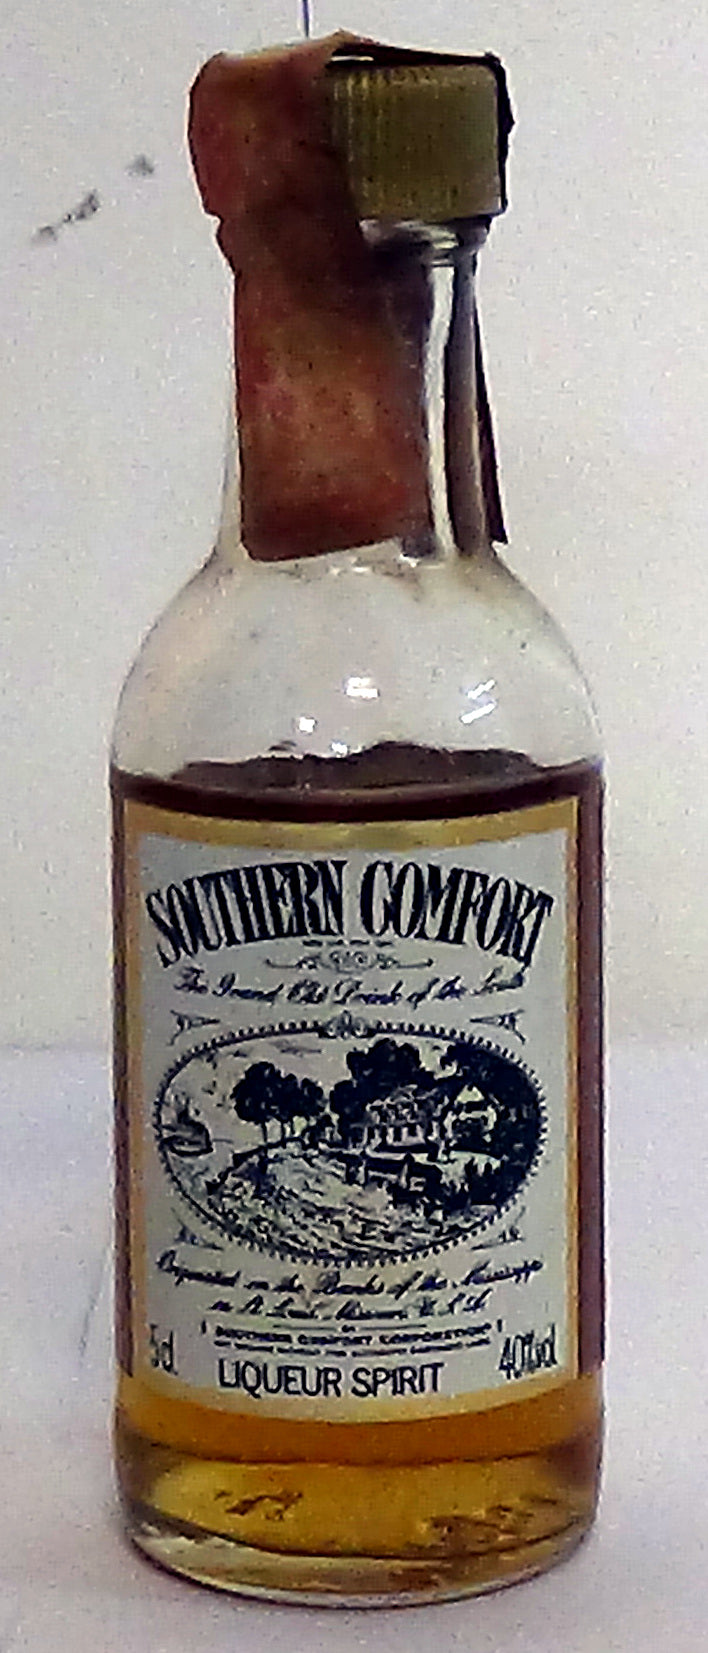 SOUTHERN COMFORT
The Grand Old Drink of the South
Originated on the Banks of the Mississippi
in St. Louis, Missouri, U.S.A.
SOUTHERN COMFORT CORPORATION
5cl 40%vol
LIQUEUR SPIRIT